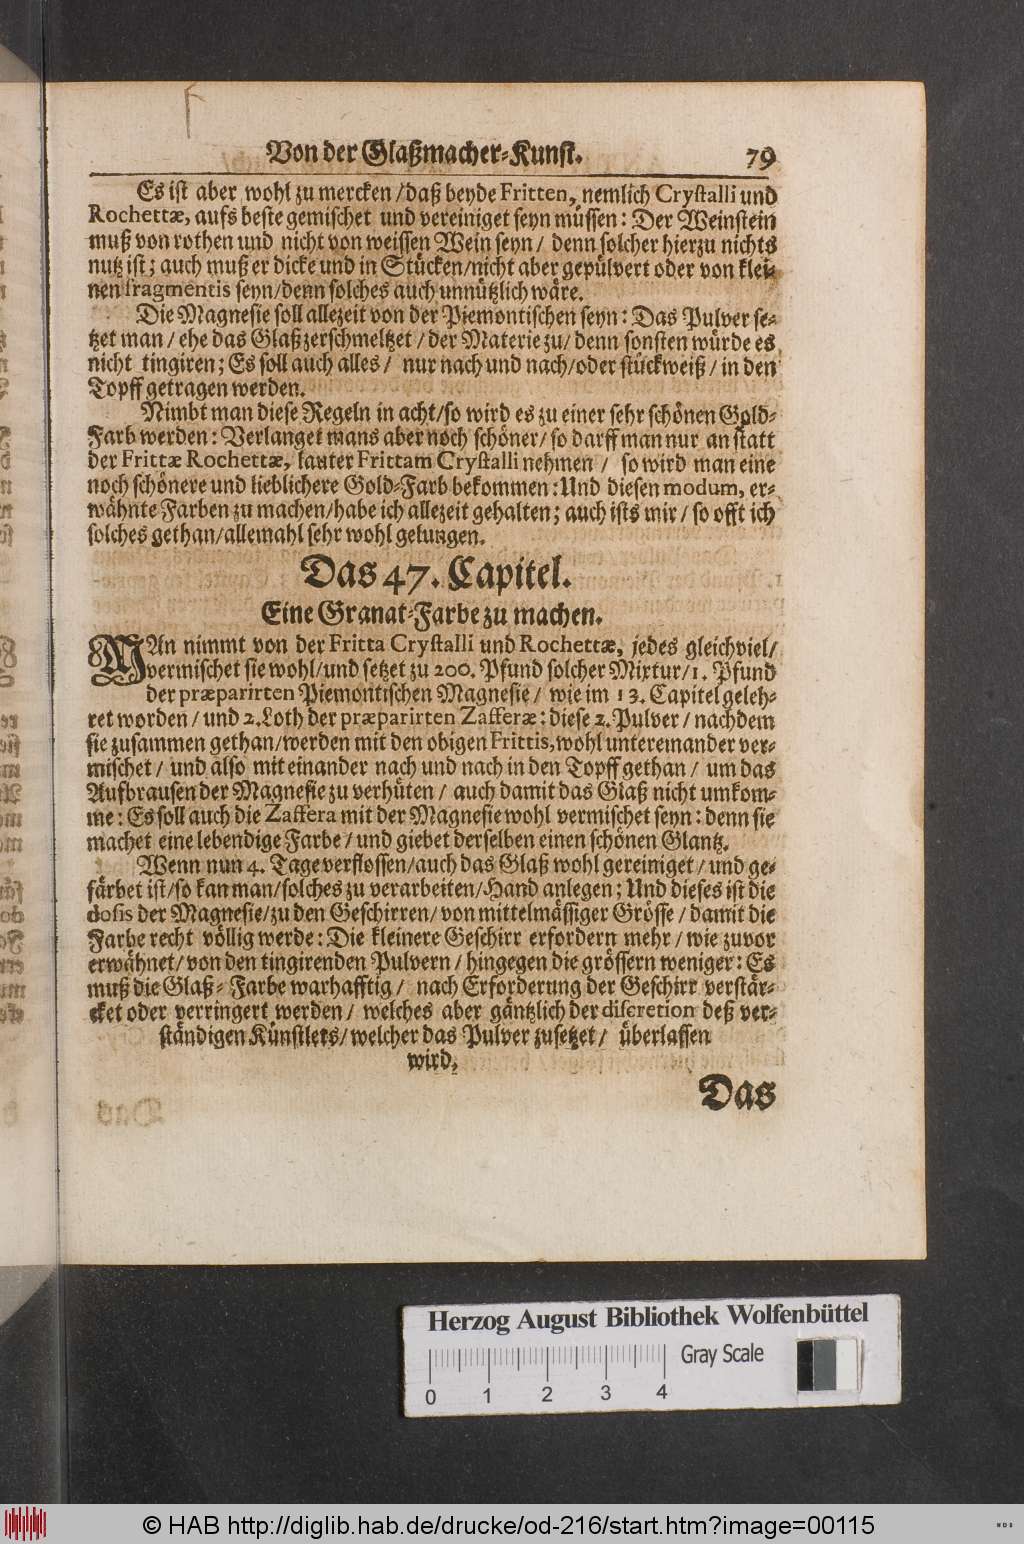 Von der Glaßmacher-Kunst. 79
Es ist aber wohl zu mercken / daß beyde Fritten, nemlich Crystalli und
Rochettæ, aufs beste gemischet und vereiniget seyn müssen: Der Weinstein
muß von rothen und nicht von weissen Wein seyn / denn solcher hierzu nichts
nutz ist; auch muß er dicke und in Stücken/nicht aber gepülvert oder von klei-
nen fragmentis seyn/denn solches auch unnützlich wäre.
Die Magnesie soll allezeit von der Piemontischen seyn: Das Pulver se-
tzet man / ehe das Glaß zerschmeltzet / der Materie zu / denn sonsten würde es
nicht tingiren; Es soll auch alles / nur nach und nach/oder stückweiß / in den
Topff getragen werden.
Nimbt man diese Regeln in acht/so wird es zu einer sehr schönen Gold-
Farb werden: Verlanget mans aber noch schöner/ so darff man nur an statt
der Frittæ Rochettæ, lauter Frittam Crystalli nehmen / so wird man eine
noch schönere und lieblichere Gold-Farb bekommen: Und diesen modum, er-
wähnte Farben zu machen/habe ich allezeit gehalten; auch ists mir / so offt ich
solches gethan/allemahl sehr wohl gelungen.
Das 47. Capitel.
Eine Granat-Farbe zu machen.
MAn nimmt von der Fritta Crystalli und Rochettæ, jedes gleichviel/
vermischet sie wohl/und setzet zu 200. Pfund solcher Mixtur/1. Pfund
der præparirten Piemontischen Magnesie / wie im 13. Capitel geleh-
ret worden / und 2. Loth der præparirten Zafferæ: diese 2. Pulver / nachdem
sie zusammen gethan/werden mit den obigen Frittis, wohl untereinander ver-
mischet / und also mit einander nach und nach in den Topff gethan / um das
Aufbrausen der Magnesie zu verhüten / auch damit das Glaß nicht umkom-
me: Es soll auch die Zaffera mit der Magnesie wohl vermischet seyn: denn sie
machet eine lebendige Farbe / und giebet derselben einen schönen Glantz.
Wenn nun 4. Tage verflossen/auch das Glaß wohl gereiniget / und ge-
färbet ist/so kan man/solches zu verarbeiten/Hand anlegen: Und dieses ist die
dosis der Magnesie/zu den Geschirren/ von mittelmässiger Grösse / damit die
Farbe recht völlig werde: Die kleinere Geschirr erfordern mehr / wie zuvor
erwähnet/ von den tingirenden Pulvern / hingegen die grössern weniger: Es
muß die Glaß-Farbe warhafftig / nach Erforderung der Geschirr verstär-
cket oder verringert werden / welches aber gäntzlich der discretion deß ver-
ständigen Künstlers/ welcher das Pulver zusetzet / überlassen
wird.
Das
Herzog August Bibliothek Wolfenbüttel
Gray Scale
0 1 2 3 4
© HAB http://diglib.hab.de/drucke/od-216/start.htm?image=00115